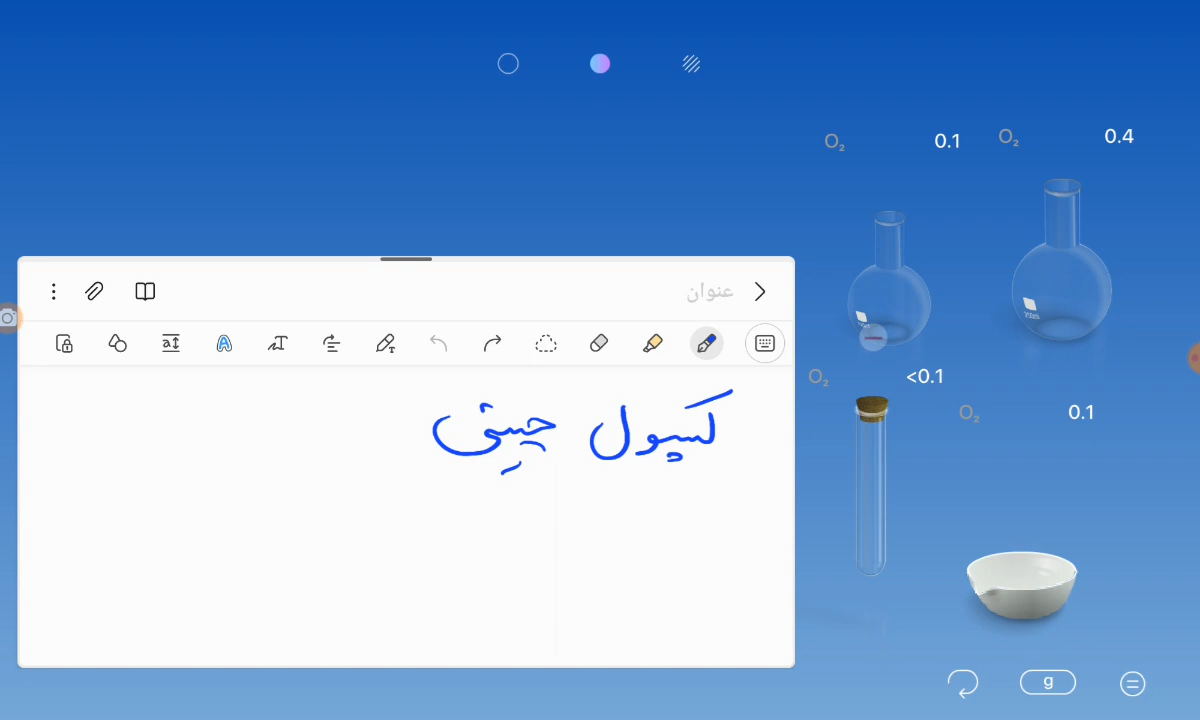 O₂ 0.1
O₂ 0.4
عنوان
کپسول چینی
O₂ <0.1
O₂ 0.1
g